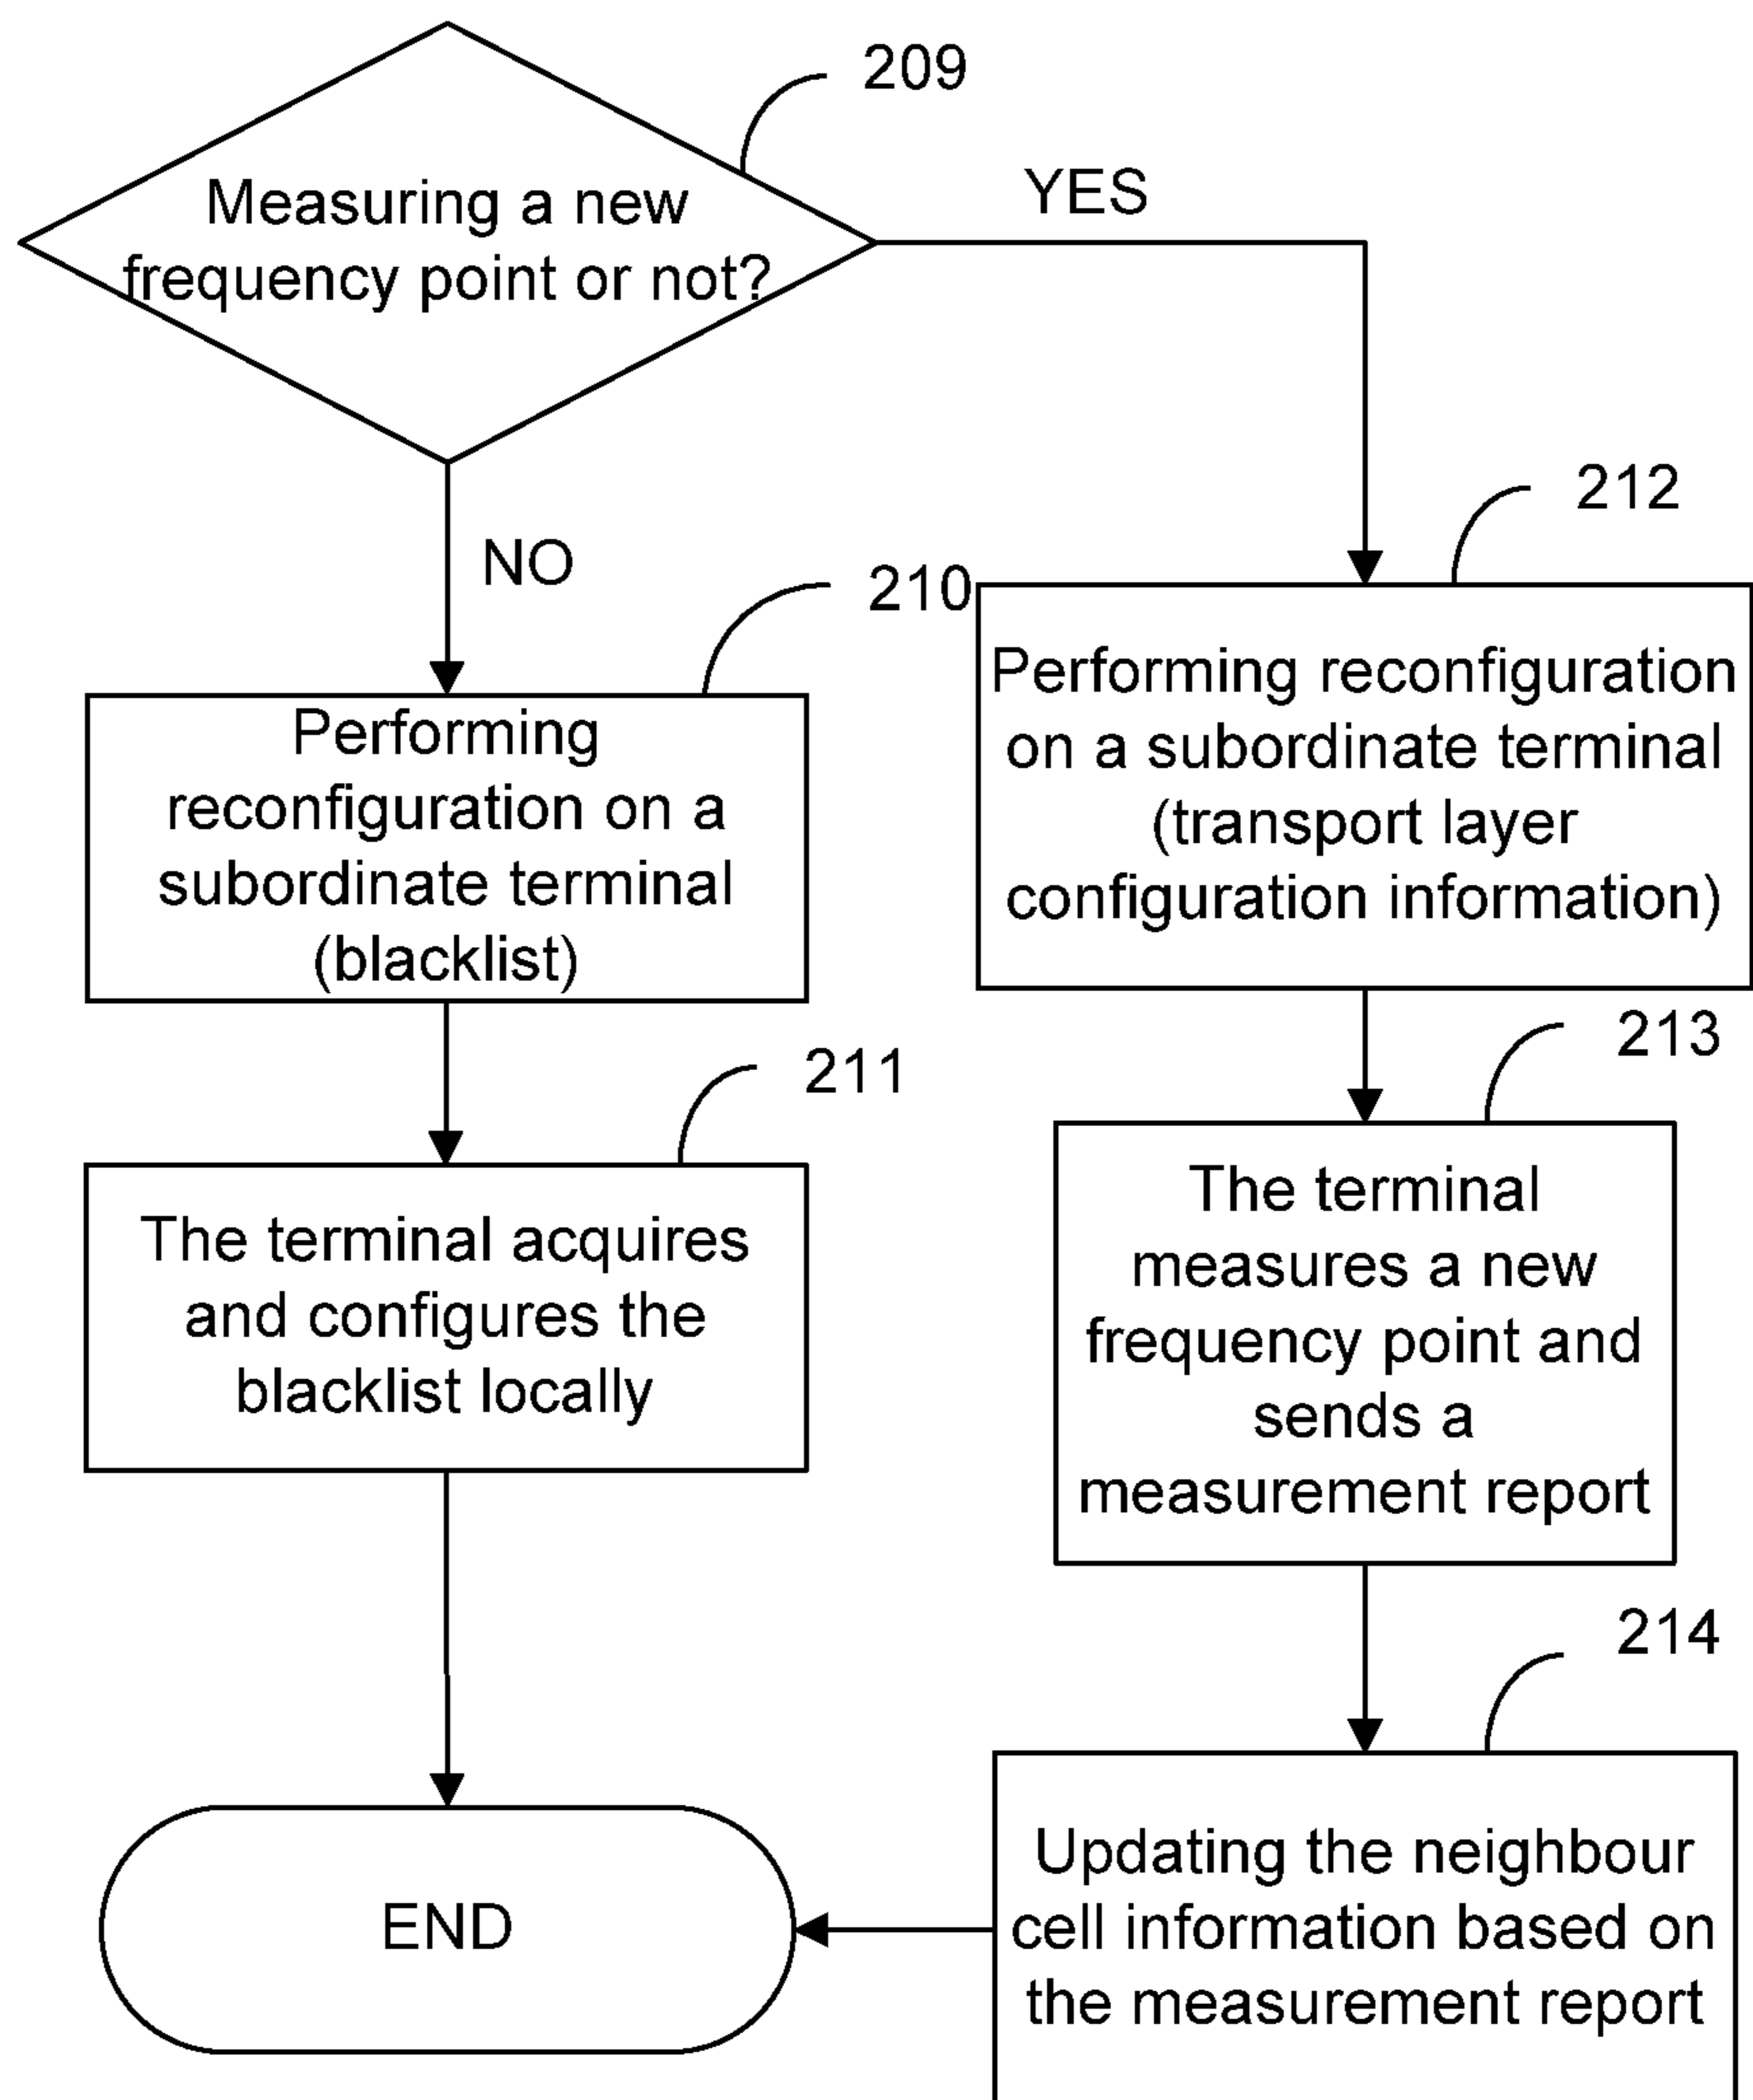 209
Measuring a new
frequency point or not?
YES
NO
210
Performing
reconfiguration on a
subordinate terminal
(blacklist)
211
The terminal acquires
and configures the
blacklist locally
212
Performing reconfiguration
on a subordinate terminal
(transport layer
configuration information)
213
The terminal
measures a new
frequency point and
sends a
measurement report
214
Updating the neighbour
cell information based on
the measurement report
END